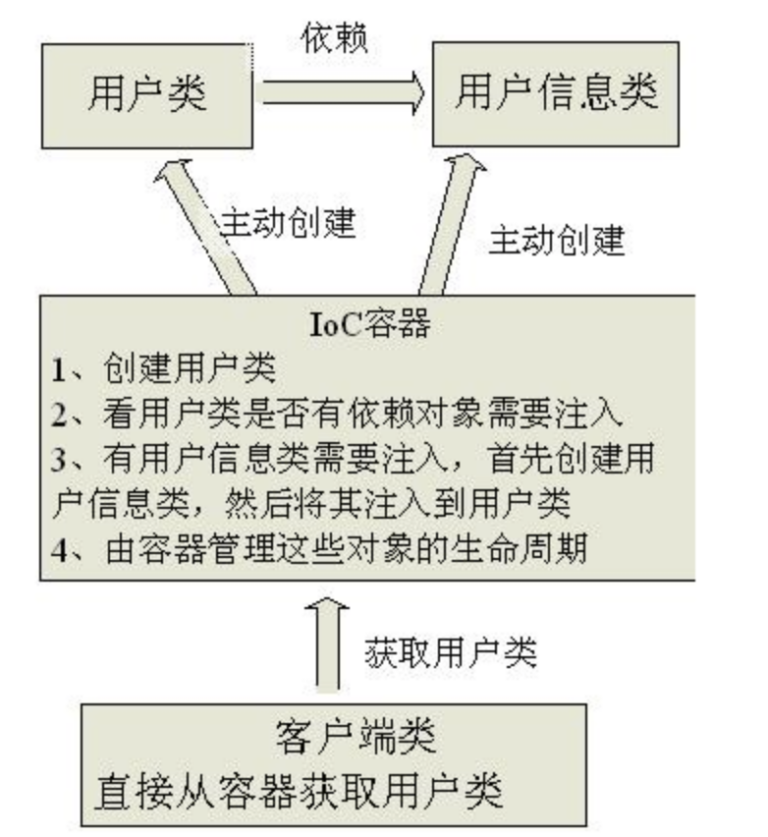 依赖
用户类
用户信息类
主动创建
主动创建
IoC容器
1、创建用户类
2、看用户类是否有依赖对象需要注入
3、有用户信息类需要注入，首先创建用
户信息类，然后将其注入到用户类
4、由容器管理这些对象的生命周期
获取用户类
客户端类
直接从容器获取用户类